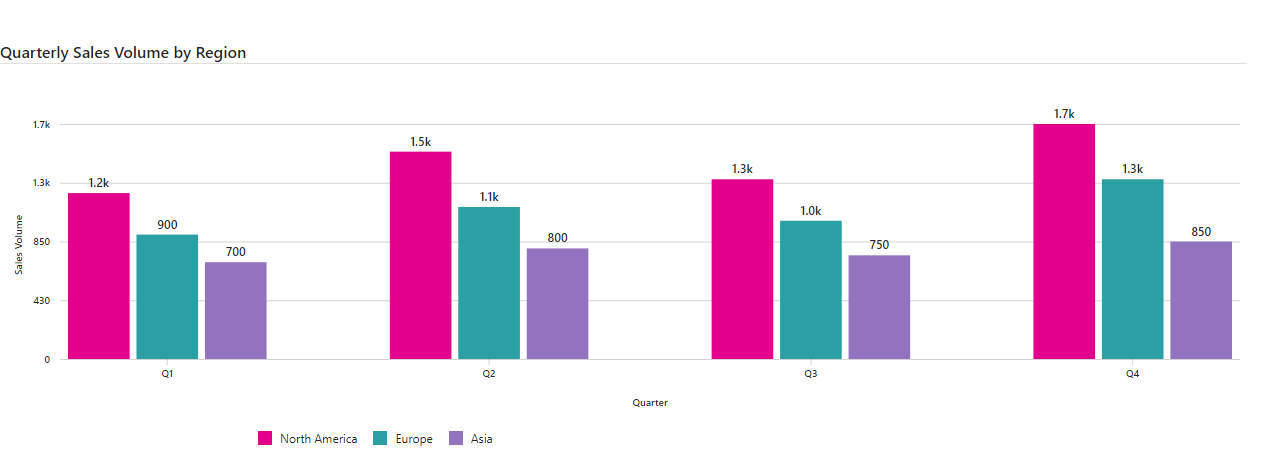 Quarterly Sales Volume by Region
1.7k
1.3k
850
430
0
Sales Volume
1.2k
900
700
1.5k
1.1k
800
1.3k
1.0k
750
1.7k
1.3k
850
Q1
Q2
Q3
Q4
Quarter
North America
Europe
Asia